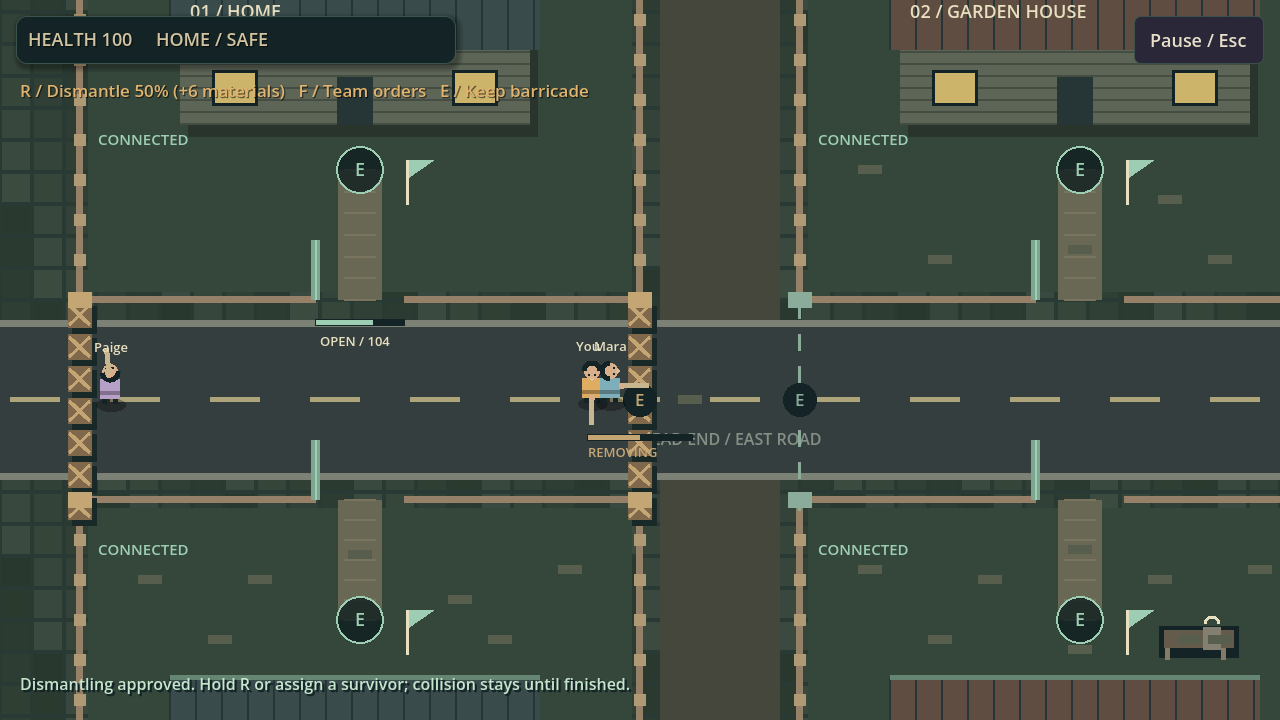 01 / HOME
02 / GARDEN HOUSE
HEALTH 100 HOME / SAFE
Pause / Esc
R / Dismantle 50% (+6 materials) F / Team orders E / Keep barricade
CONNECTED
CONNECTED
E
E
OPEN / 104
Paige
You
Mara
E
E
END / EAST ROAD
REMOVING
CONNECTED
CONNECTED
E
E
Dismantling approved. Hold R or assign a survivor; collision stays until finished.